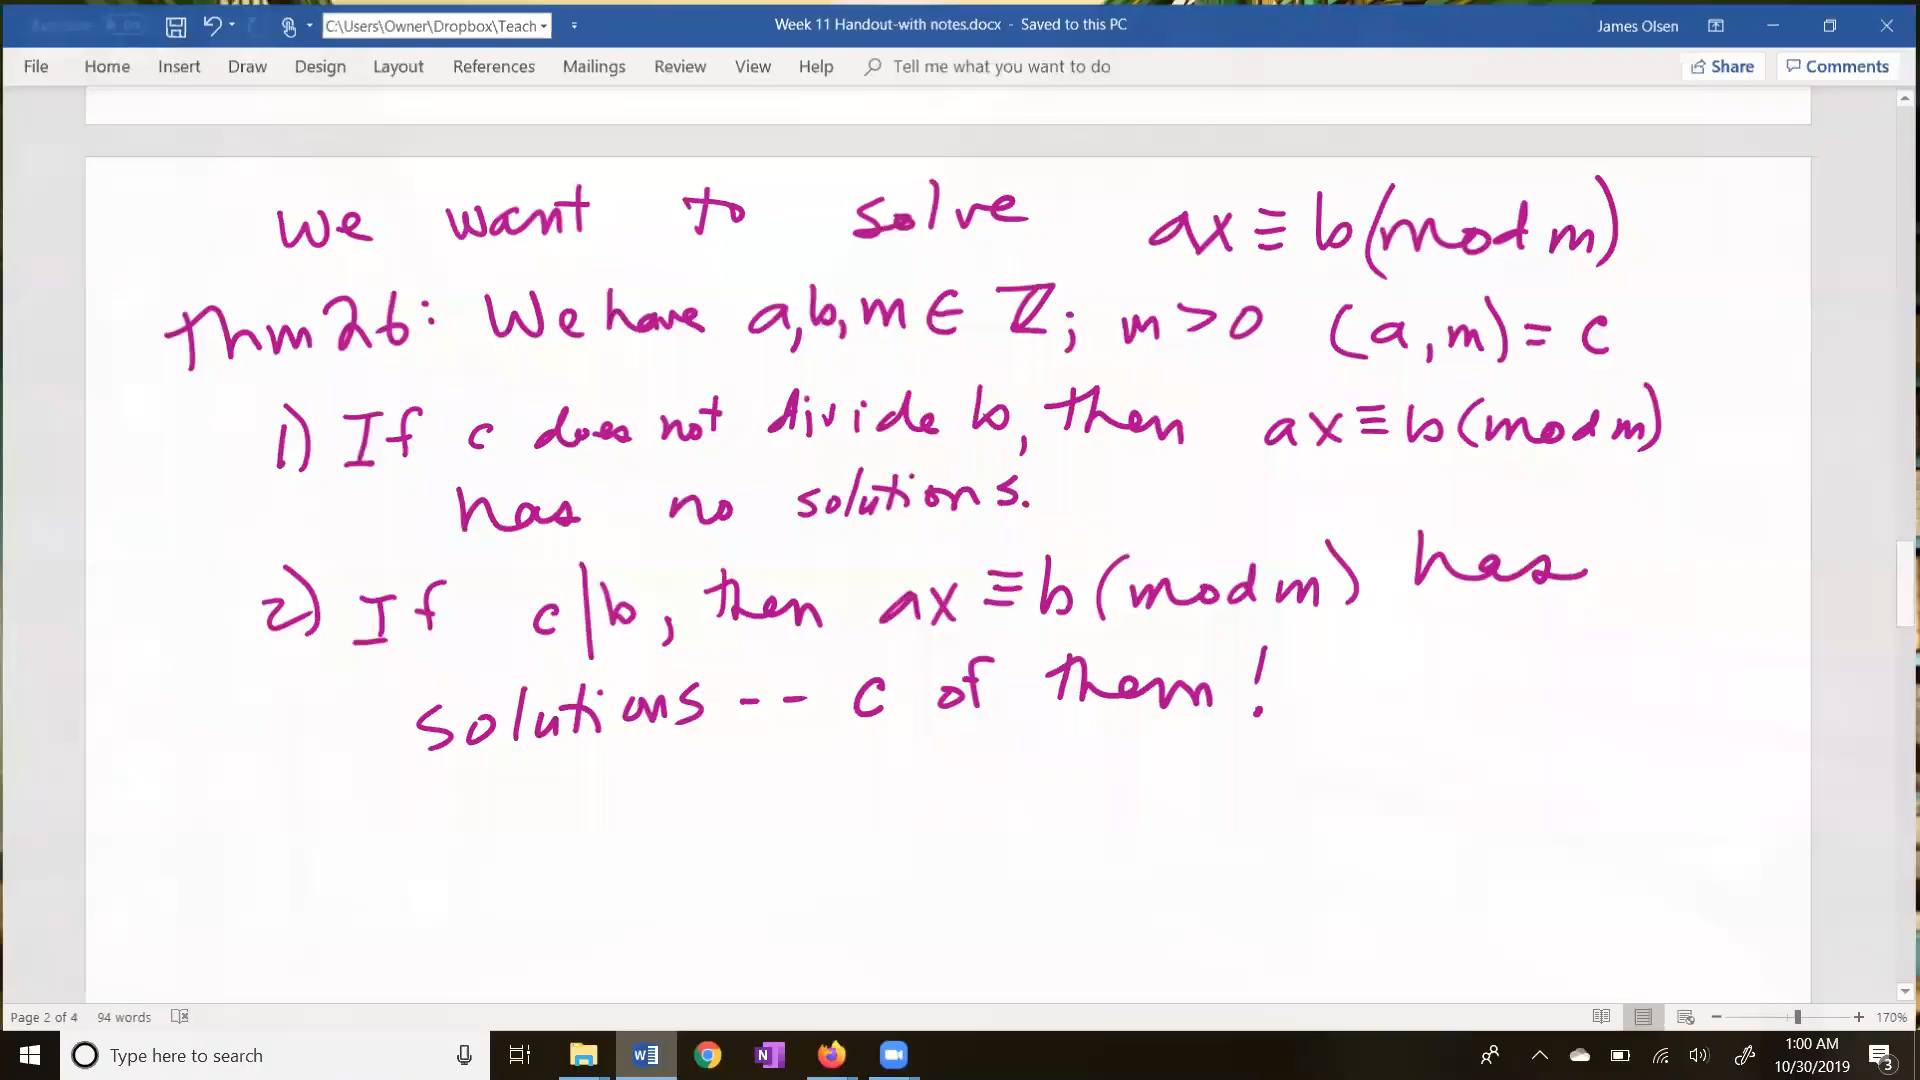 C:\Users\Owner\Dropbox\Teach
Week 11 Handout-with notes.docx - Saved to this PC
James Olsen
File Home Insert Draw Design Layout References Mailings Review View Help Tell me what you want to do
Share Comments
We want to solve ax ≡ b(mod m)
Thm 26: We have a,b,m ∈ ℤ; m > 0 (a,m) = c
1) If c does not divide b, then ax ≡ b(mod m)
has no solutions.
2) If c|b, then ax ≡ b(mod m) has
solutions -- c of them!
Page 2 of 4 94 words 170%
Type here to search
1:00 AM
10/30/2019
3